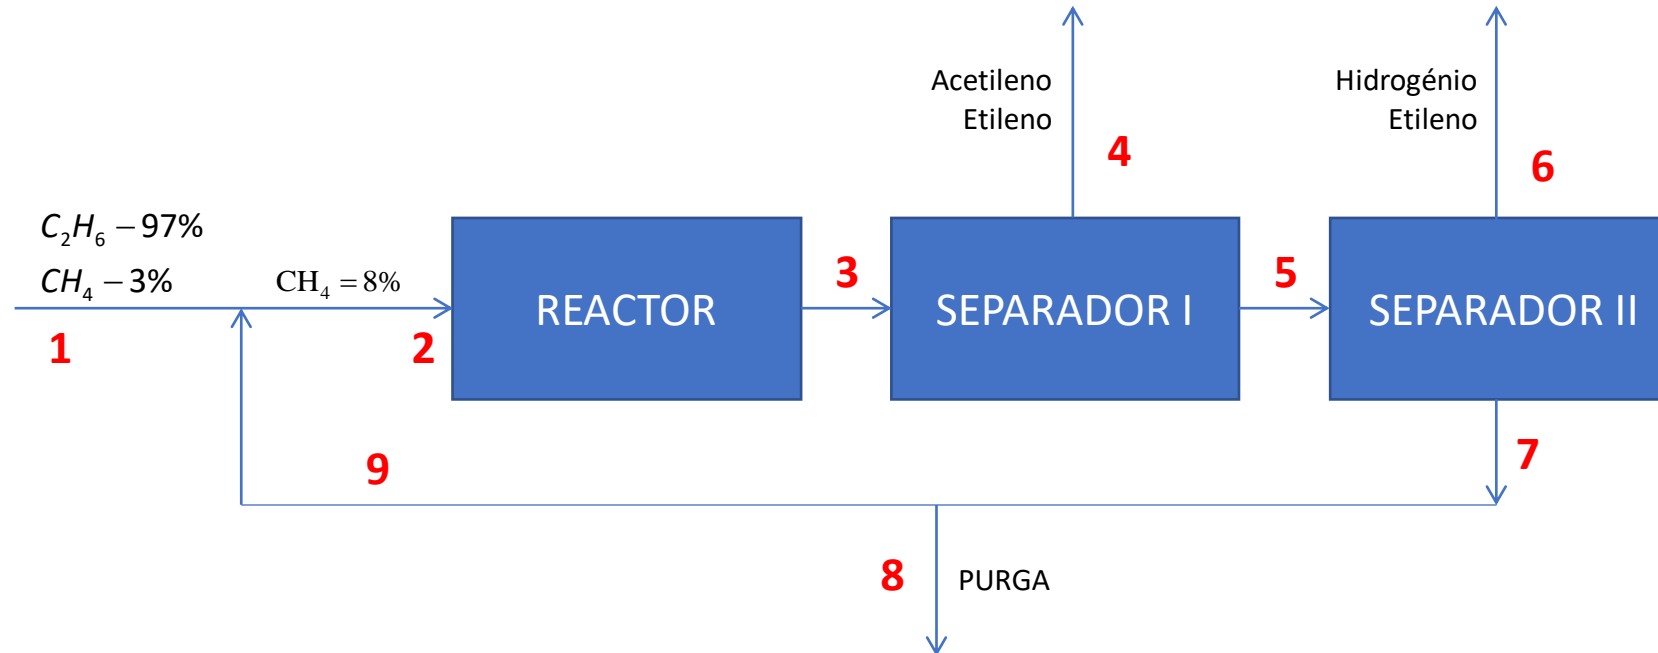 Acetileno
Etileno
4
Hidrogénio
Etileno
6
C₂H₆ – 97%
CH₄ – 3%
CH₄ = 8%
1
2
REACTOR
3
SEPARADOR I
5
SEPARADOR II
9
7
8
PURGA